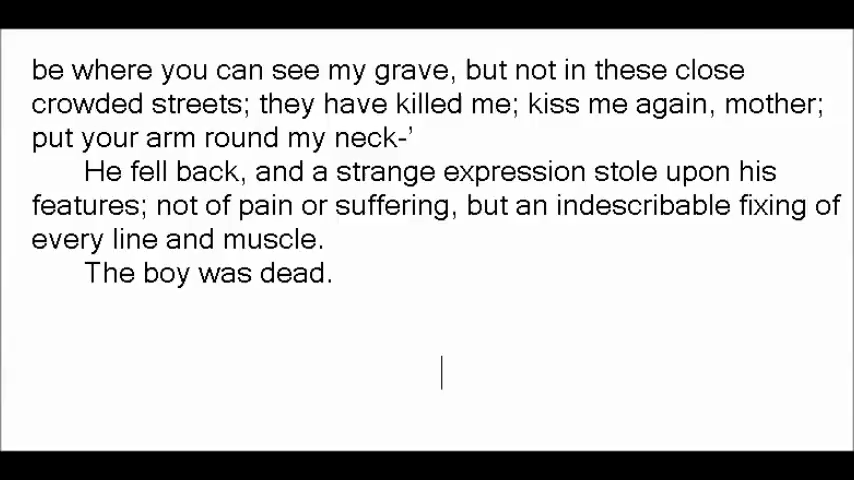 be where you can see my grave, but not in these close
crowded streets; they have killed me; kiss me again, mother;
put your arm round my neck-’
He fell back, and a strange expression stole upon his
features; not of pain or suffering, but an indescribable fixing of
every line and muscle.
The boy was dead.